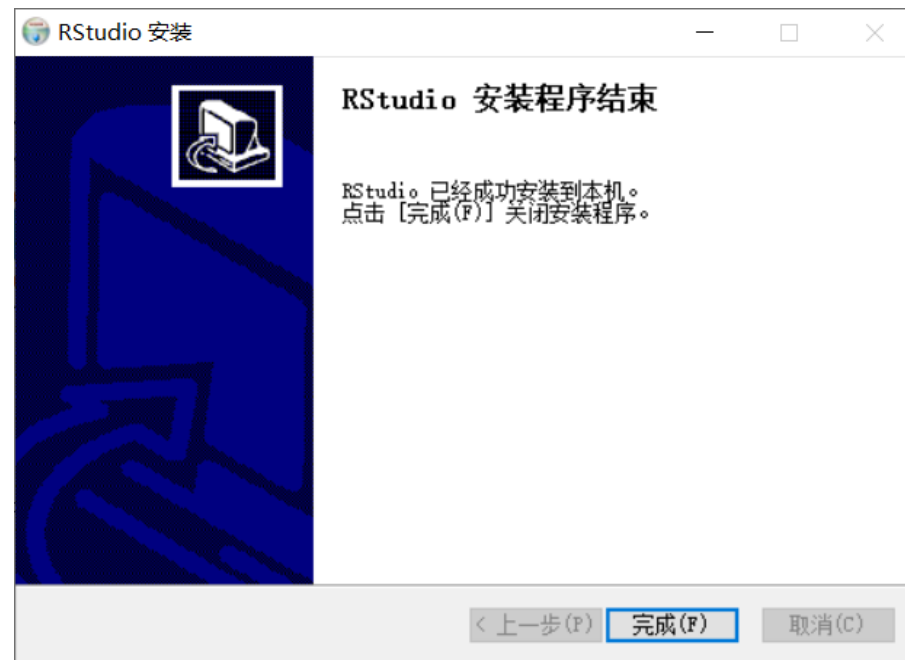 RStudio 安装
RStudio 安装程序结束
RStudio 已经成功安装到本机。
点击 [完成(F)] 关闭安装程序。
< 上一步(P)
完成(F)
取消(C)